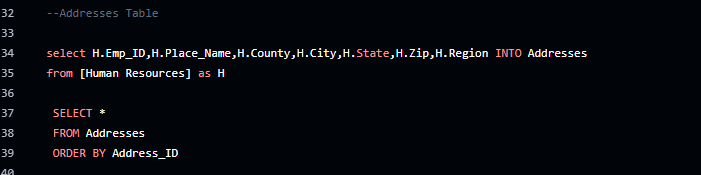 32 --Addresses Table
33
34 select H.Emp_ID,H.Place_Name,H.County,H.City,H.State,H.Zip,H.Region INTO Addresses
35 from [Human Resources] as H
36
37 SELECT *
38 FROM Addresses
39 ORDER BY Address_ID
40